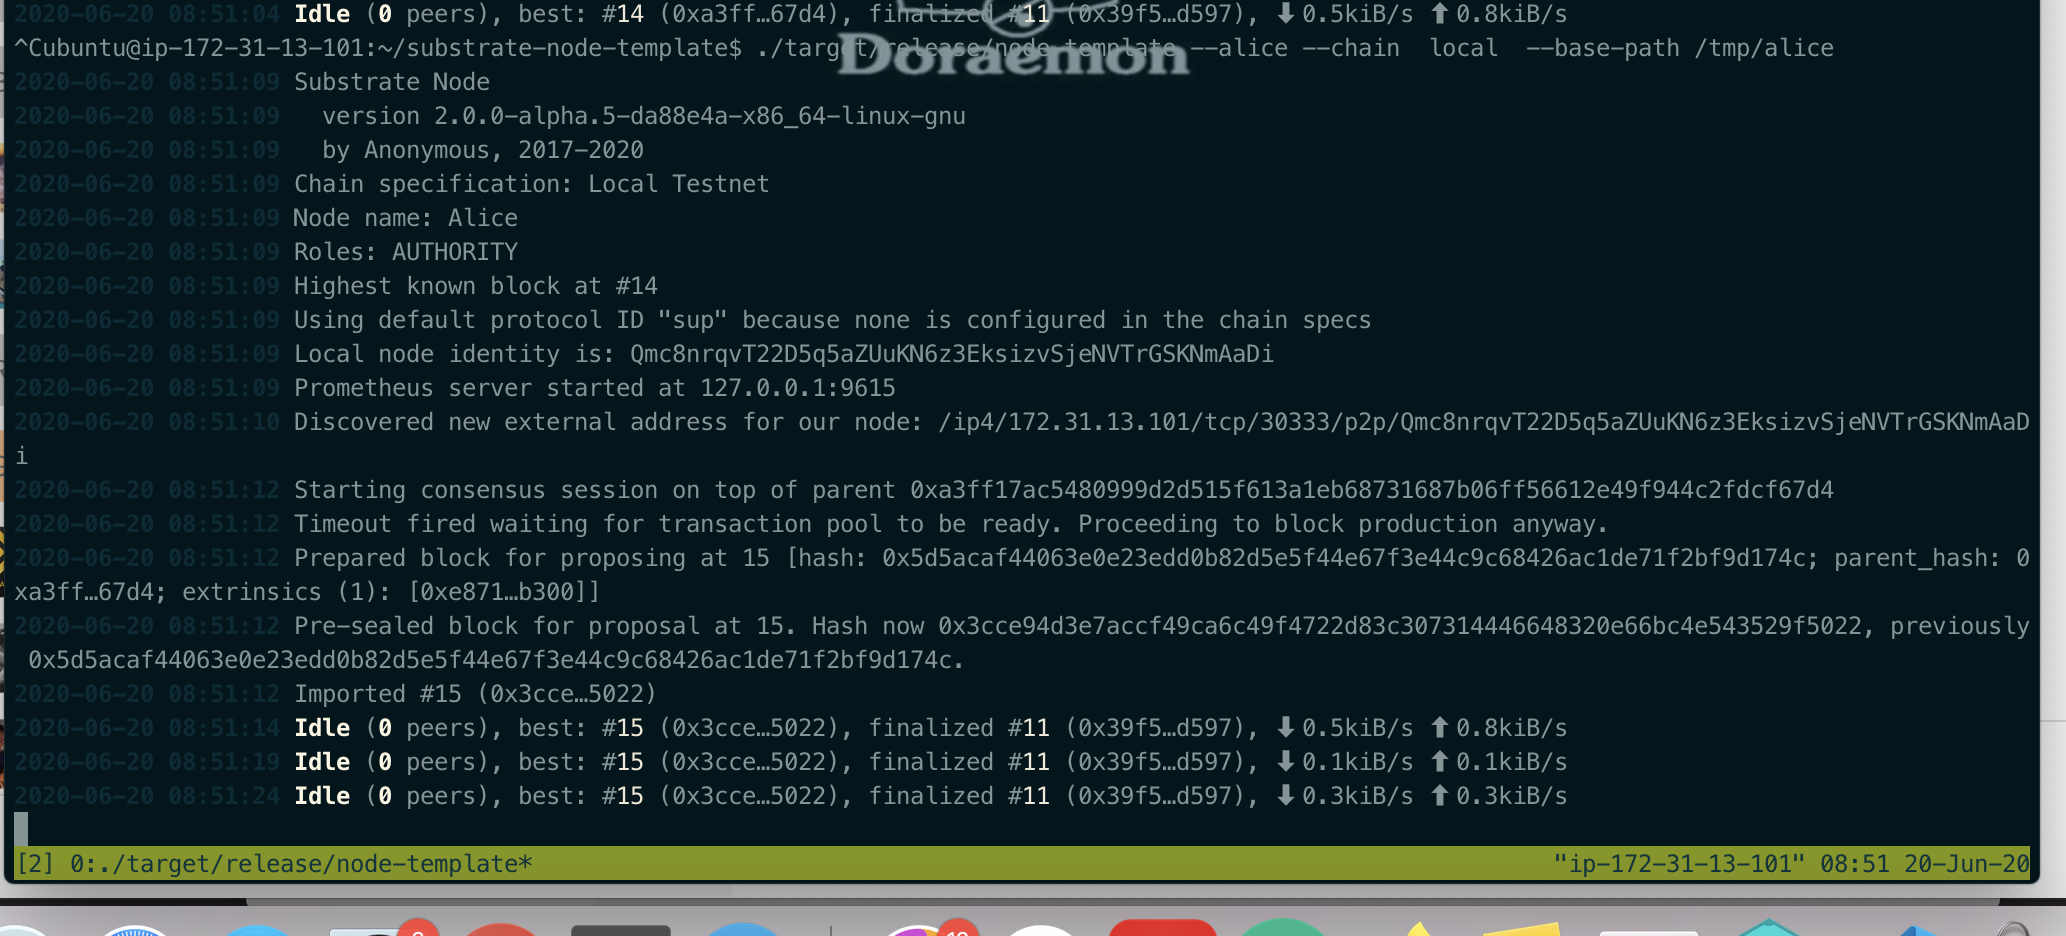 2020-06-20 08:51:04 Idle (0 peers), best: #14 (0xa3ff…67d4), finalized #11 (0x39f5…d597), ⬇ 0.5kiB/s ⬆ 0.8kiB/s
^Cubuntu@ip-172-31-13-101:~/substrate-node-template$ ./target/release/node-template --alice --chain  local  --base-path /tmp/alice
Doraemon
2020-06-20 08:51:09 Substrate Node
2020-06-20 08:51:09   version 2.0.0-alpha.5-da88e4a-x86_64-linux-gnu
2020-06-20 08:51:09   by Anonymous, 2017-2020
2020-06-20 08:51:09 Chain specification: Local Testnet
2020-06-20 08:51:09 Node name: Alice
2020-06-20 08:51:09 Roles: AUTHORITY
2020-06-20 08:51:09 Highest known block at #14
2020-06-20 08:51:09 Using default protocol ID "sup" because none is configured in the chain specs
2020-06-20 08:51:09 Local node identity is: Qmc8nrqvT22D5q5aZUuKN6z3EksizvSjeNVTrGSKNmAaDi
2020-06-20 08:51:09 Prometheus server started at 127.0.0.1:9615
2020-06-20 08:51:10 Discovered new external address for our node: /ip4/172.31.13.101/tcp/30333/p2p/Qmc8nrqvT22D5q5aZUuKN6z3EksizvSjeNVTrGSKNmAaD
i
2020-06-20 08:51:12 Starting consensus session on top of parent 0xa3ff17ac5480999d2d515f613a1eb68731687b06ff56612e49f944c2fdcf67d4
2020-06-20 08:51:12 Timeout fired waiting for transaction pool to be ready. Proceeding to block production anyway.
2020-06-20 08:51:12 Prepared block for proposing at 15 [hash: 0x5d5acaf44063e0e23edd0b82d5e5f44e67f3e44c9c68426ac1de71f2bf9d174c; parent_hash: 0
xa3ff…67d4; extrinsics (1): [0xe871…b300]]
2020-06-20 08:51:12 Pre-sealed block for proposal at 15. Hash now 0x3cce94d3e7accf49ca6c49f4722d83c307314446648320e66bc4e543529f5022, previously
 0x5d5acaf44063e0e23edd0b82d5e5f44e67f3e44c9c68426ac1de71f2bf9d174c.
2020-06-20 08:51:12 Imported #15 (0x3cce…5022)
2020-06-20 08:51:14 Idle (0 peers), best: #15 (0x3cce…5022), finalized #11 (0x39f5…d597), ⬇ 0.5kiB/s ⬆ 0.8kiB/s
2020-06-20 08:51:19 Idle (0 peers), best: #15 (0x3cce…5022), finalized #11 (0x39f5…d597), ⬇ 0.1kiB/s ⬆ 0.1kiB/s
2020-06-20 08:51:24 Idle (0 peers), best: #15 (0x3cce…5022), finalized #11 (0x39f5…d597), ⬇ 0.3kiB/s ⬆ 0.3kiB/s
[2] 0:./target/release/node-template* "ip-172-31-13-101" 08:51 20-Jun-20